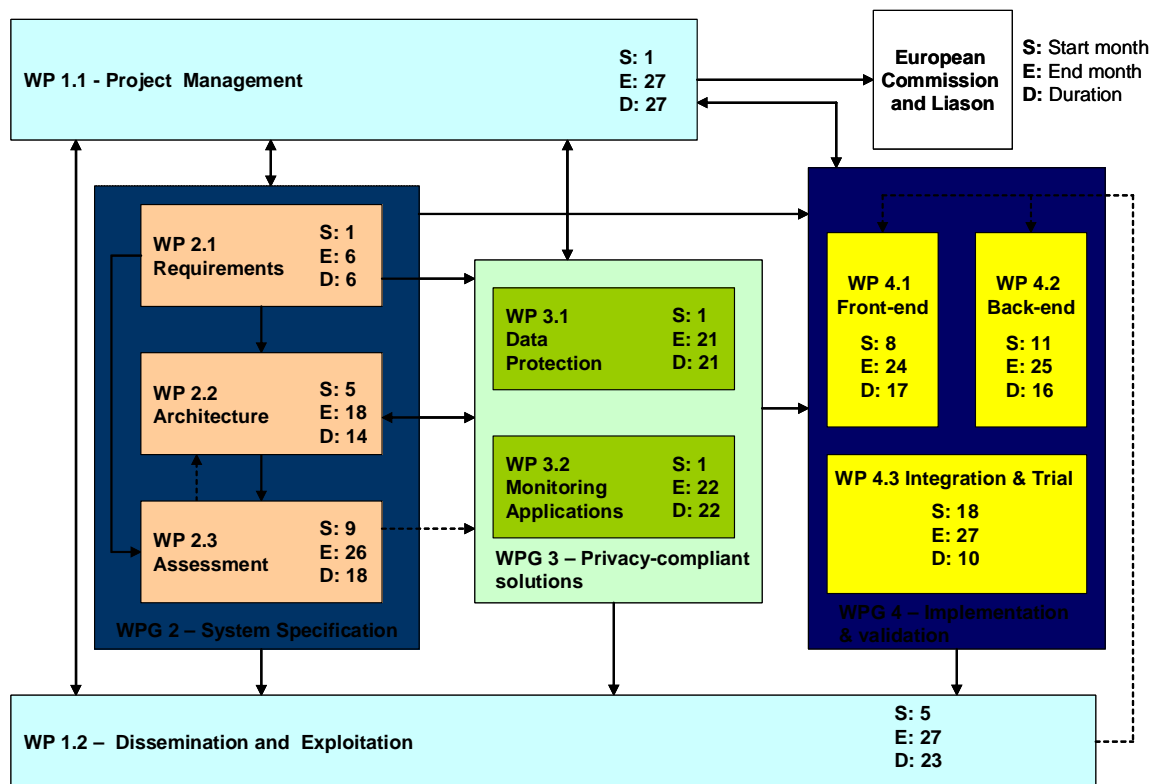 WP 1.1 - Project Management
S: 1
E: 27
D: 27
European
Commission
and Liason
S: Start month
E: End month
D: Duration
WP 2.1
Requirements
S: 1
E: 6
D: 6
WP 2.2
Architecture
S: 5
E: 18
D: 14
WP 2.3
Assessment
S: 9
E: 26
D: 18
WPG 2 – System Specification
WP 3.1
Data
Protection
S: 1
E: 21
D: 21
WP 3.2
Monitoring
Applications
S: 1
E: 22
D: 22
WPG 3 – Privacy-compliant
solutions
WP 4.1
Front-end
S: 8
E: 24
D: 17
WP 4.2
Back-end
S: 11
E: 25
D: 16
WP 4.3 Integration & Trial
S: 18
E: 27
D: 10
WPG 4 – Implementation
& validation
WP 1.2 – Dissemination and Exploitation
S: 5
E: 27
D: 23